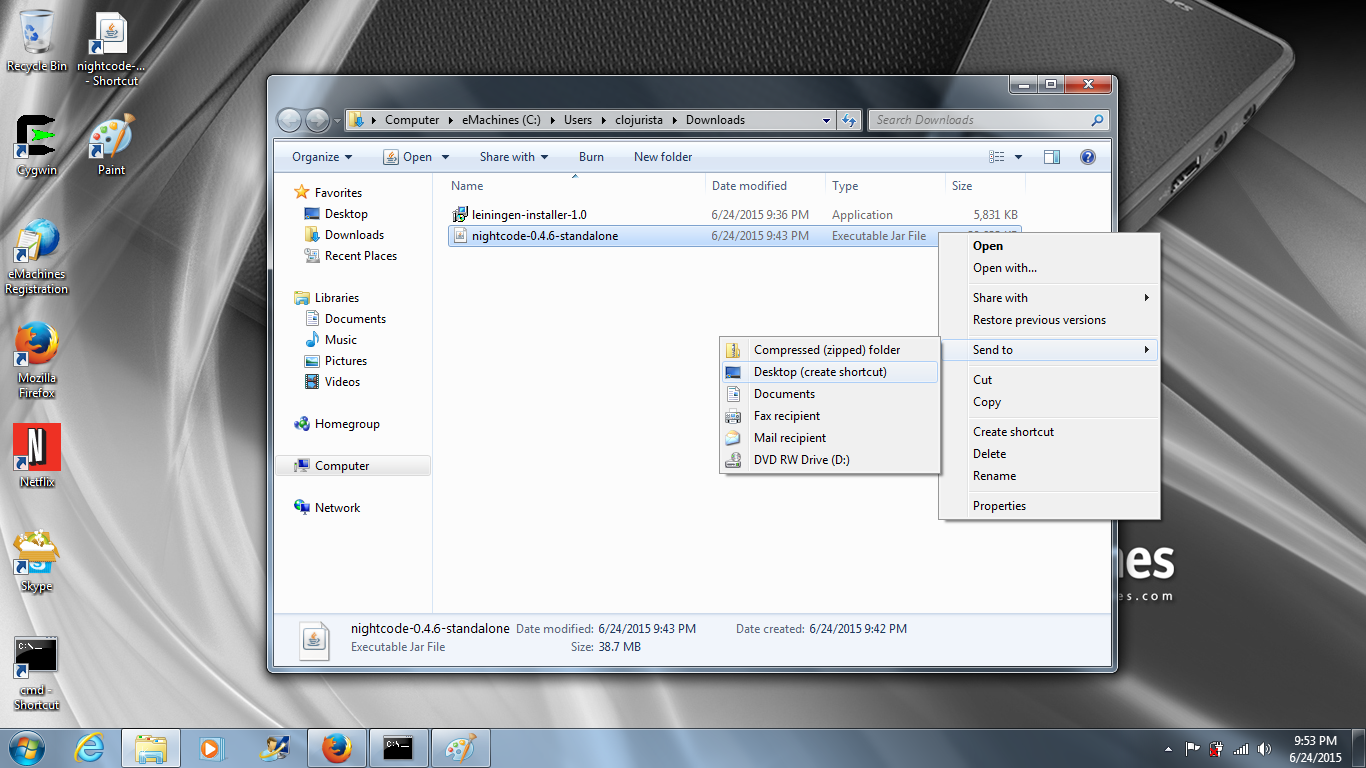 Recycle Bin
nightcode-...
- Shortcut
Cygwin
Paint
eMachines
Registration
Mozilla
Firefox
Netflix
Skype
cmd -
Shortcut
Computer
eMachines (C:)
Users
clojurista
Downloads
Search Downloads
Organize
Open
Share with
Burn
New folder
Favorites
Desktop
Downloads
Recent Places
Libraries
Documents
Music
Pictures
Videos
Homegroup
Computer
Network
Name
Date modified
Type
Size
leiningen-installer-1.0
6/24/2015 9:36 PM
Application
5,831 KB
nightcode-0.4.6-standalone
6/24/2015 9:43 PM
Executable Jar File
Open
Open with...
Share with
Restore previous versions
Send to
Cut
Copy
Create shortcut
Delete
Rename
Properties
Compressed (zipped) folder
Desktop (create shortcut)
Documents
Fax recipient
Mail recipient
DVD RW Drive (D:)
nightcode-0.4.6-standalone
Date modified: 6/24/2015 9:43 PM
Date created: 6/24/2015 9:42 PM
Executable Jar File
Size: 38.7 MB
nes
es.com
9:53 PM
6/24/2015